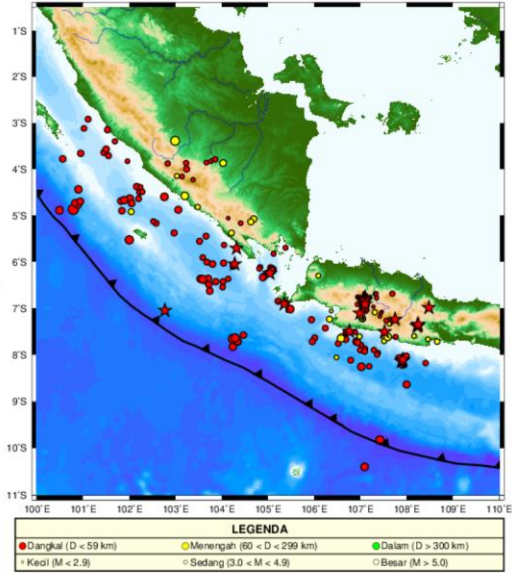 1°S
2°S
3°S
4°S
5°S
6°S
7°S
8°S
9°S
10°S
11°S
100°E 101°E 102°E 103°E 104°E 105°E 106°E 107°E 108°E 109°E 110°E
LEGENDA
Dangkal (D < 59 km) Menengah (60 < D < 299 km) Dalam (D > 300 km)
Kecil (M < 2.9) Sedang (3.0 < M < 4.9) Besar (M > 5.0)